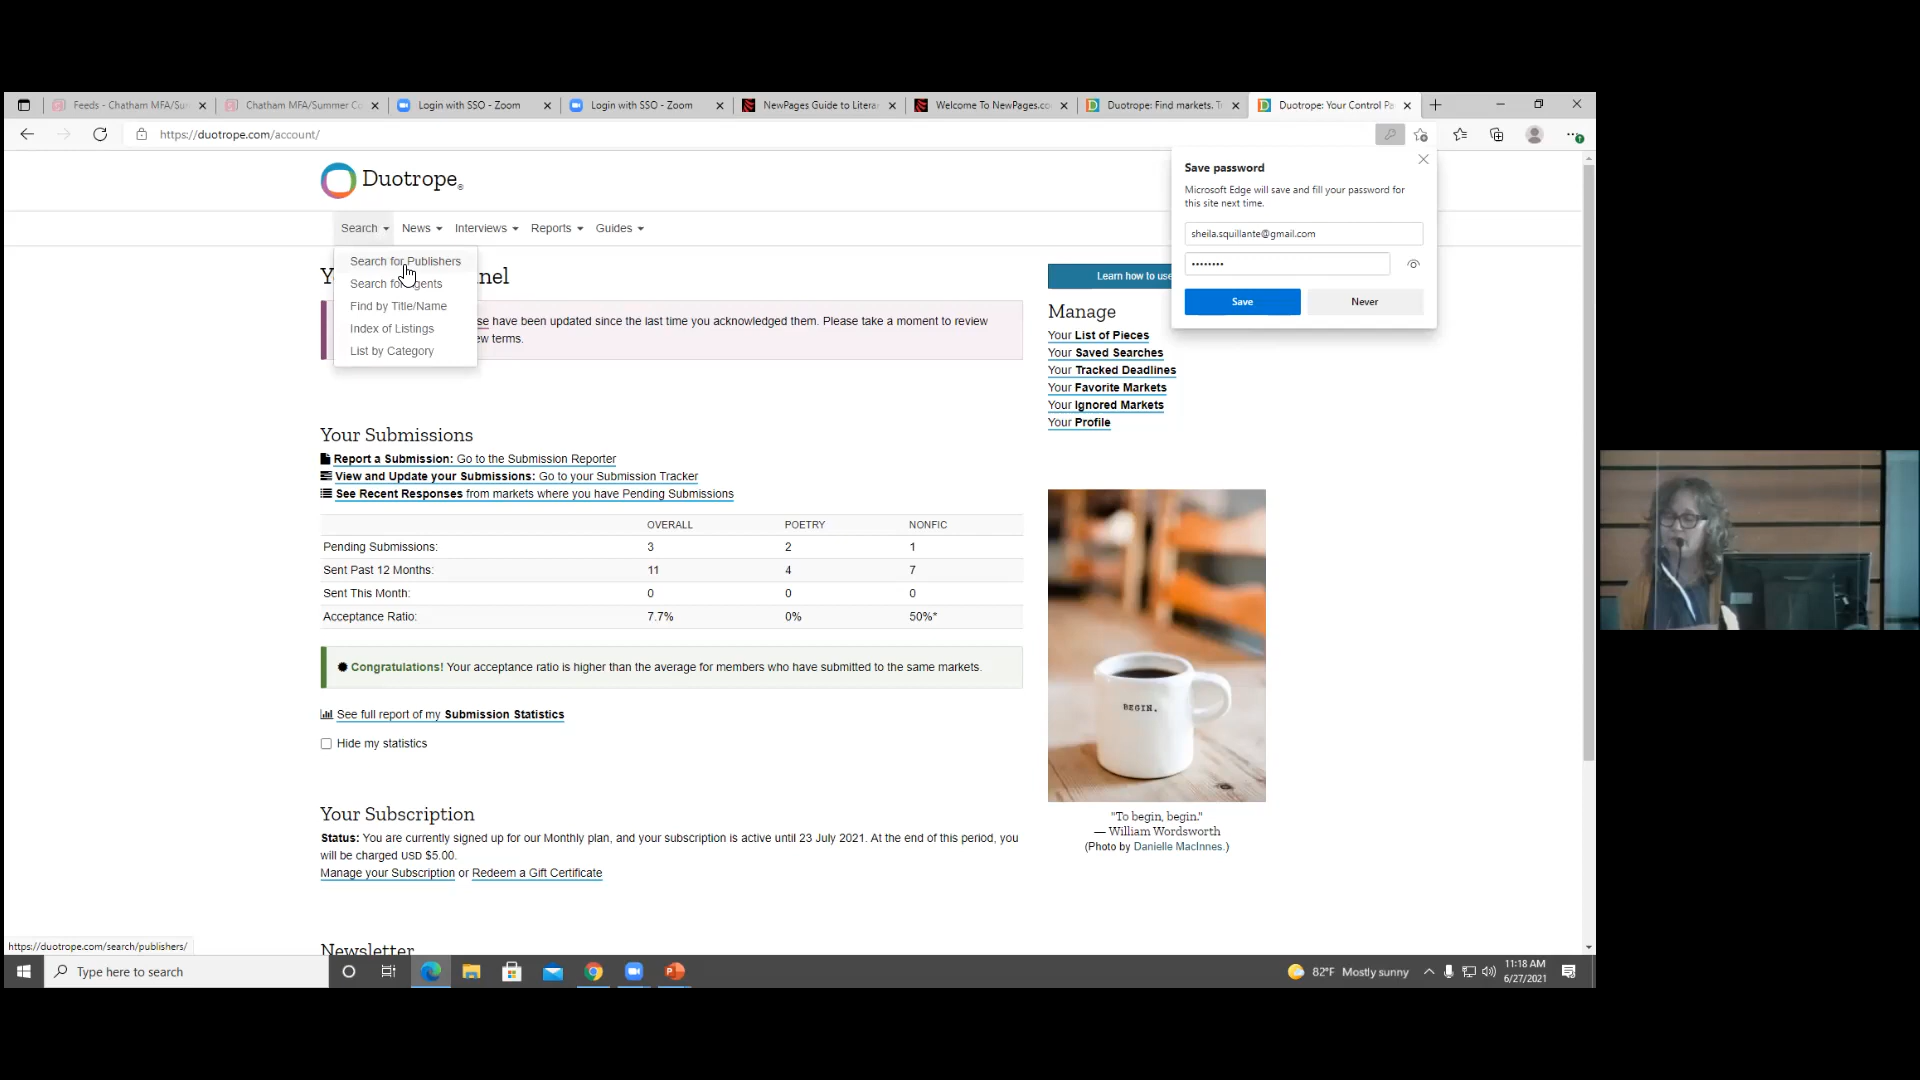 Feeds - Chatham MFA/Su
Chatham MFA/Summer C
Login with SSO - Zoom
Login with SSO - Zoom
NewPages Guide to Litera
Welcome To NewPages.co
Duotrope: Find markets. T
Duotrope: Your Control Pa
https://duotrope.com/account/
Save password
Microsoft Edge will save and fill your password for
this site next time.
sheila.squillante@gmail.com
••••••••
Save
Never
Duotrope®
Search
News
Interviews
Reports
Guides
Search for Publishers
Search for Agents
Find by Title/Name
Index of Listings
List by Category
Y
nel
se have been updated since the last time you acknowledged them. Please take a moment to review
w terms.
Learn how to use
Manage
Your List of Pieces
Your Saved Searches
Your Tracked Deadlines
Your Favorite Markets
Your Ignored Markets
Your Profile
Your Submissions
Report a Submission: Go to the Submission Reporter
View and Update your Submissions: Go to your Submission Tracker
See Recent Responses from markets where you have Pending Submissions
OVERALL POETRY NONFIC
Pending Submissions: 3 2 1
Sent Past 12 Months: 11 4 7
Sent This Month: 0 0 0
Acceptance Ratio: 7.7% 0% 50%*
Congratulations! Your acceptance ratio is higher than the average for members who have submitted to the same markets.
See full report of my Submission Statistics
Hide my statistics
BEGIN.
"To begin, begin."
— William Wordsworth
(Photo by Danielle MacInnes.)
Your Subscription
Status: You are currently signed up for our Monthly plan, and your subscription is active until 23 July 2021. At the end of this period, you
will be charged USD $5.00.
Manage your Subscription or Redeem a Gift Certificate
Newsletter
https://duotrope.com/search/publishers/
Type here to search
82°F Mostly sunny
11:18 AM
6/27/2021